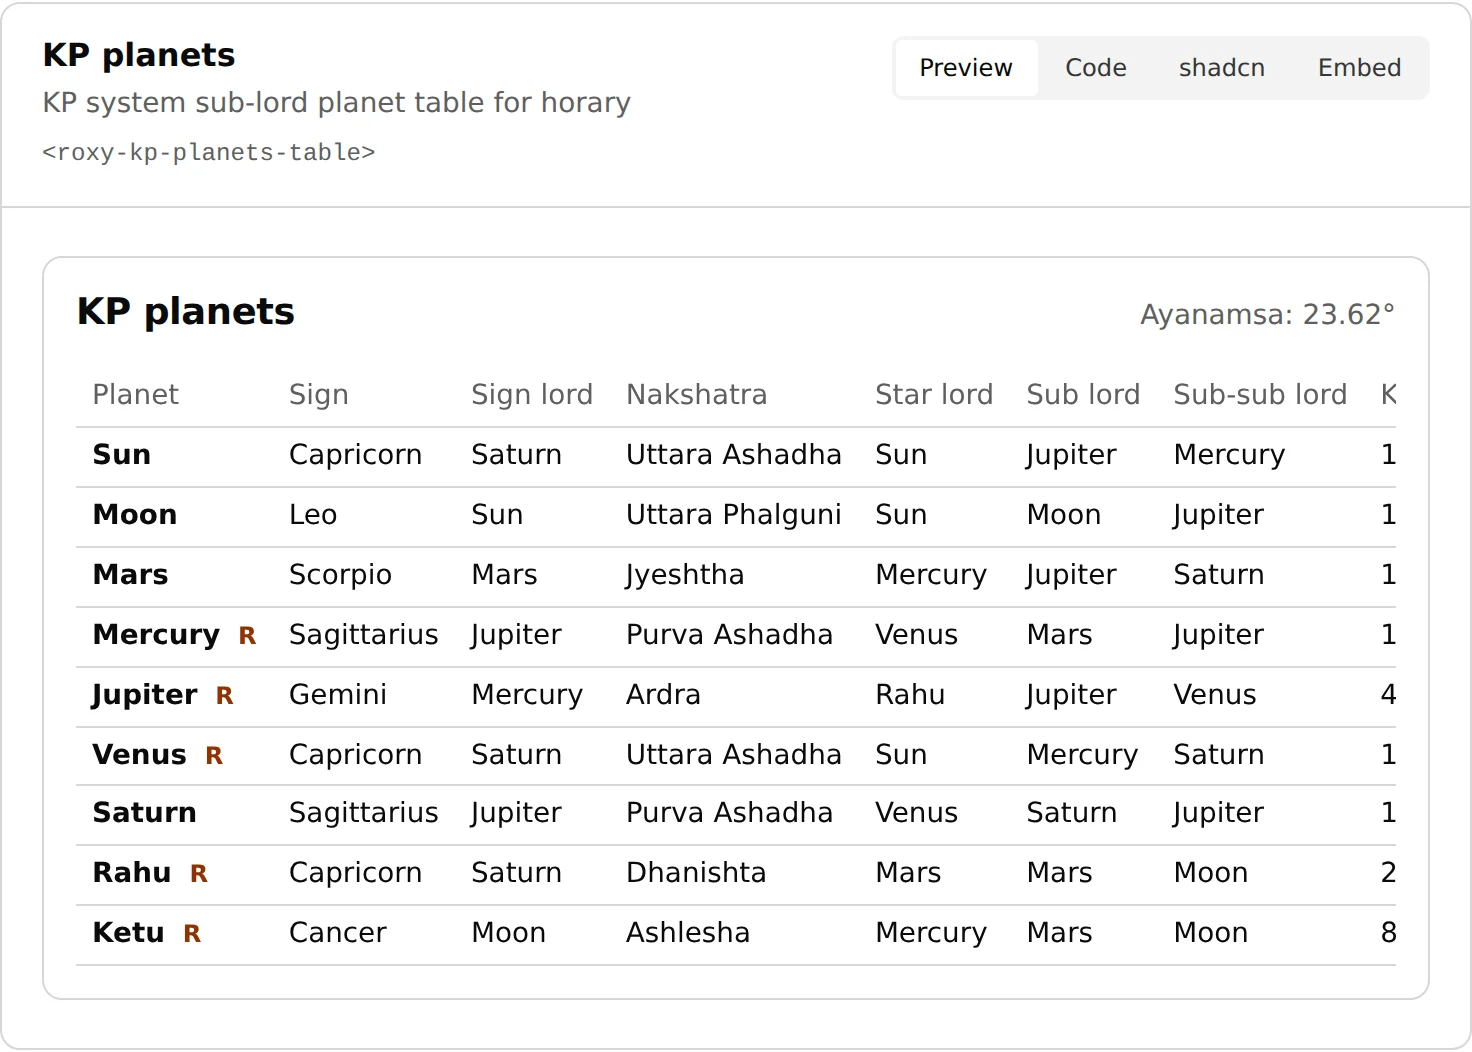 KP planets
KP system sub-lord planet table for horary
<roxy-kp-planets-table>
Preview Code shadcn Embed
KP planets
Ayanamsa: 23.62°
Planet Sign Sign lord Nakshatra Star lord Sub lord Sub-sub lord K
Sun Capricorn Saturn Uttara Ashadha Sun Jupiter Mercury 1
Moon Leo Sun Uttara Phalguni Sun Moon Jupiter 1
Mars Scorpio Mars Jyeshtha Mercury Jupiter Saturn 1
Mercury R Sagittarius Jupiter Purva Ashadha Venus Mars Jupiter 1
Jupiter R Gemini Mercury Ardra Rahu Jupiter Venus 4
Venus R Capricorn Saturn Uttara Ashadha Sun Mercury Saturn 1
Saturn Sagittarius Jupiter Purva Ashadha Venus Saturn Jupiter 1
Rahu R Capricorn Saturn Dhanishta Mars Mars Moon 2
Ketu R Cancer Moon Ashlesha Mercury Mars Moon 8